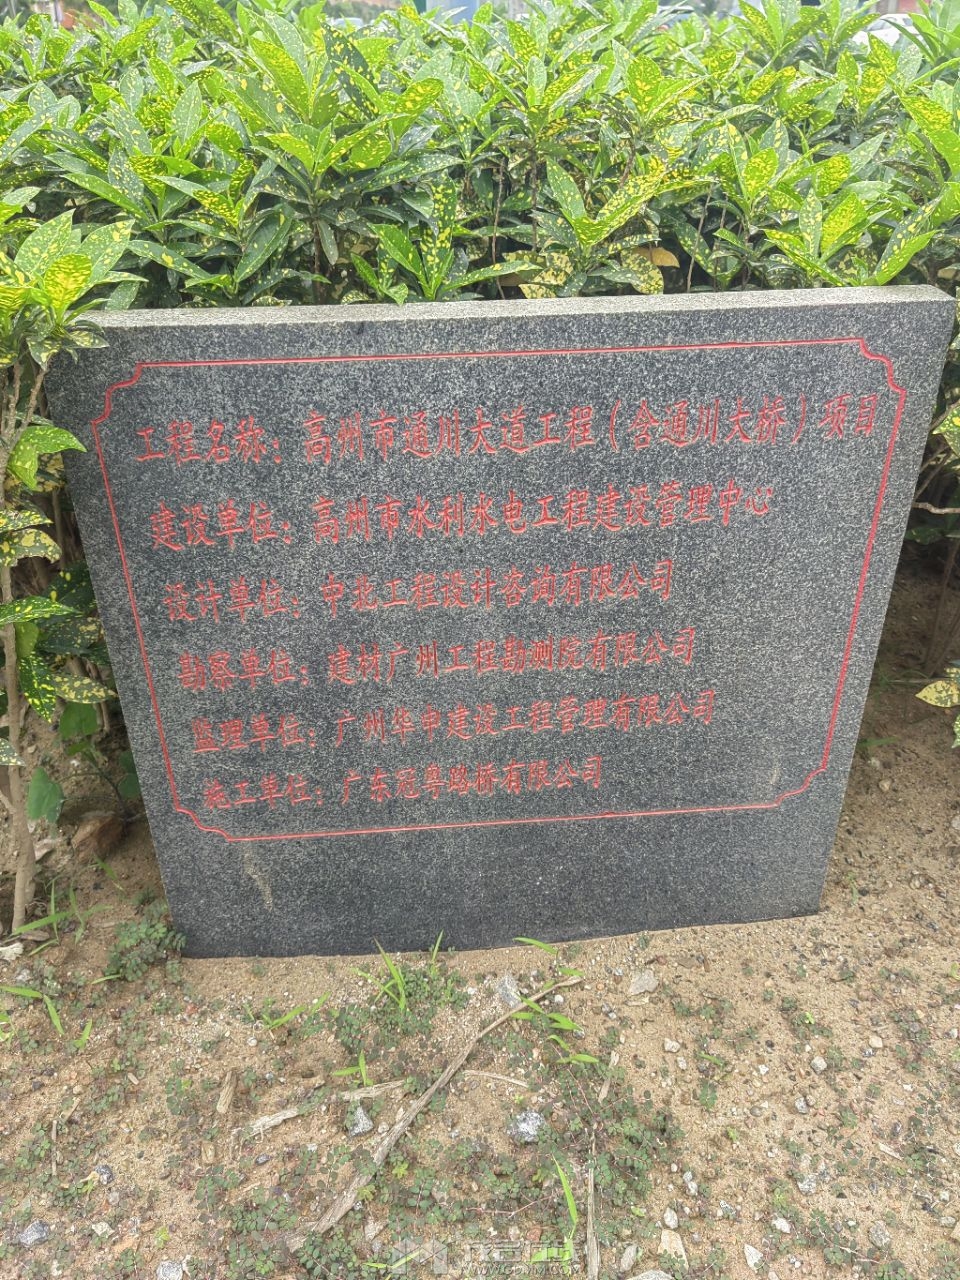 工程名称：高州市通川大道工程（含通川大桥）项目
建设单位：高州市水利水电工程建设管理中心
设计单位：中北工程设计咨询有限公司
勘察单位：建材广州工程勘测院有限公司
监理单位：广州华申建设工程管理有限公司
施工单位：广东冠粤路桥有限公司